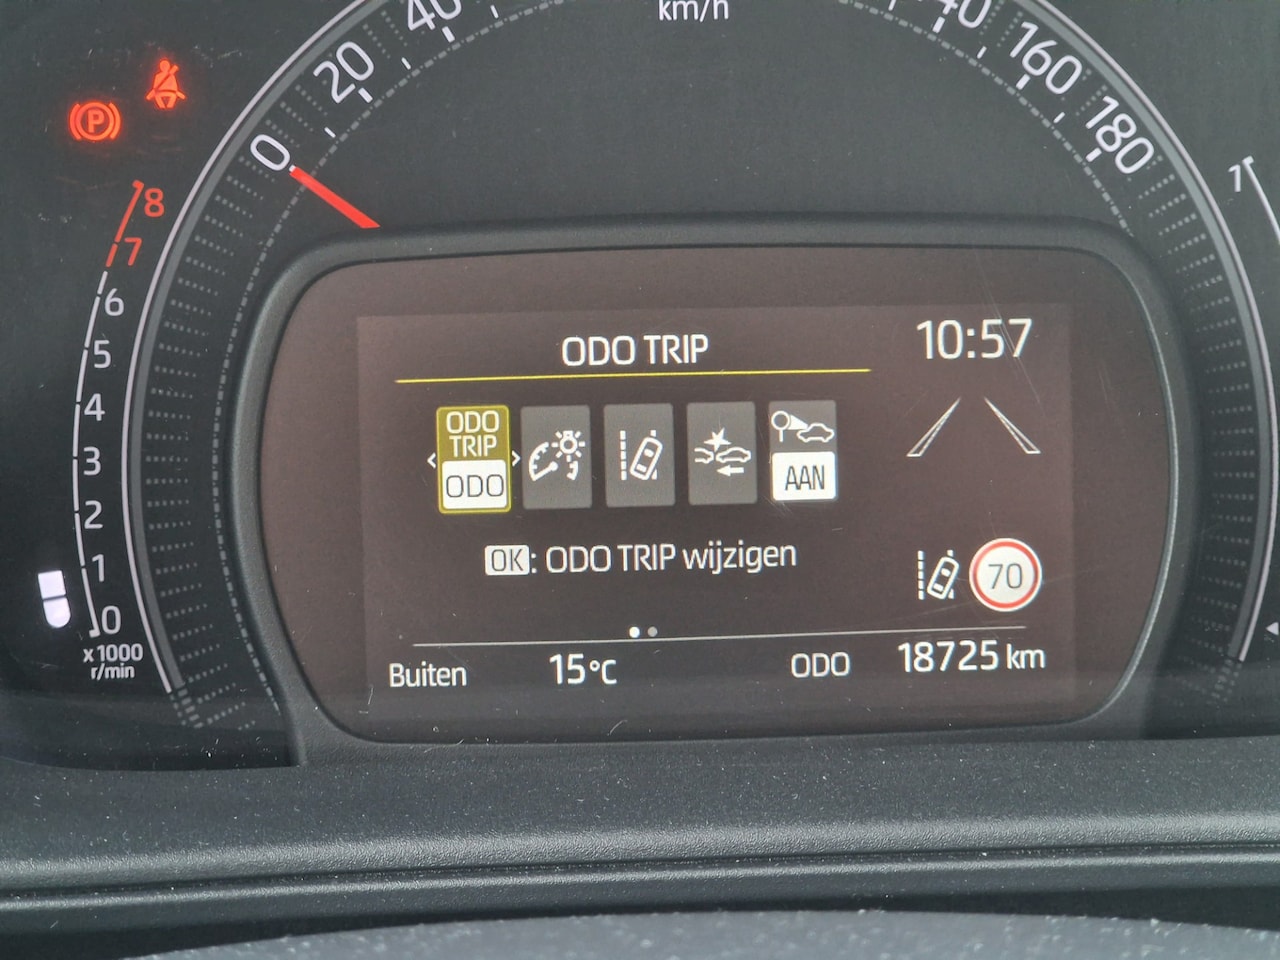 km/h
0
20
40
160
180
P
8
7
6
5
4
3
2
1
0
x1000
r/min
1
ODO TRIP
10:57
ODO
TRIP
ODO
AAN
OK: ODO TRIP wijzigen
70
Buiten 15°C ODO 18725 km